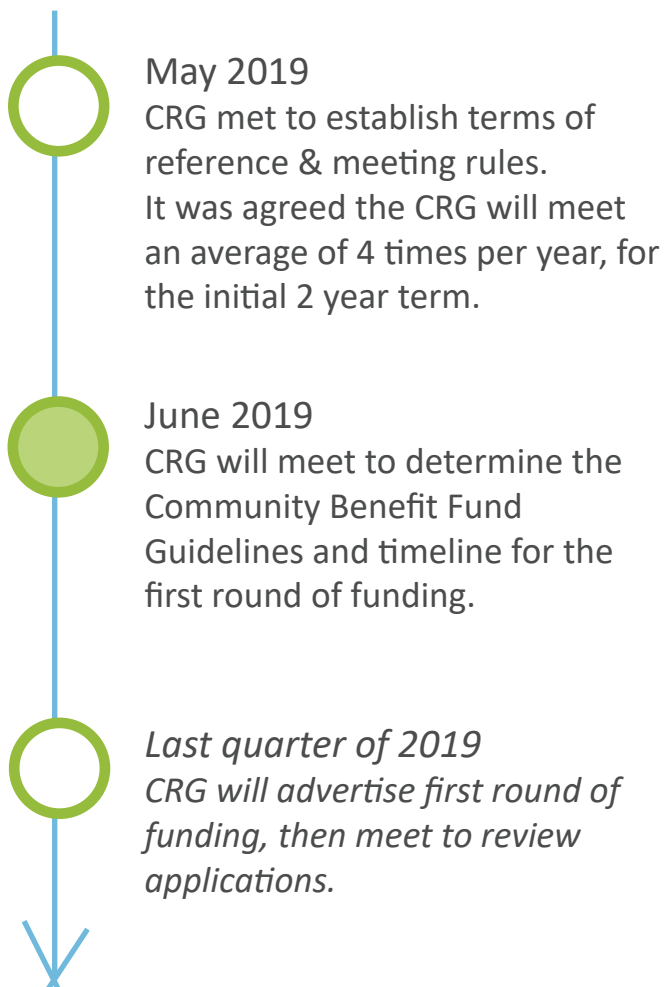 May 2019
CRG met to establish terms of
reference & meeting rules.
It was agreed the CRG will meet
an average of 4 times per year, for
the initial 2 year term.
June 2019
CRG will meet to determine the
Community Benefit Fund
Guidelines and timeline for the
first round of funding.
Last quarter of 2019
CRG will advertise first round of
funding, then meet to review
applications.